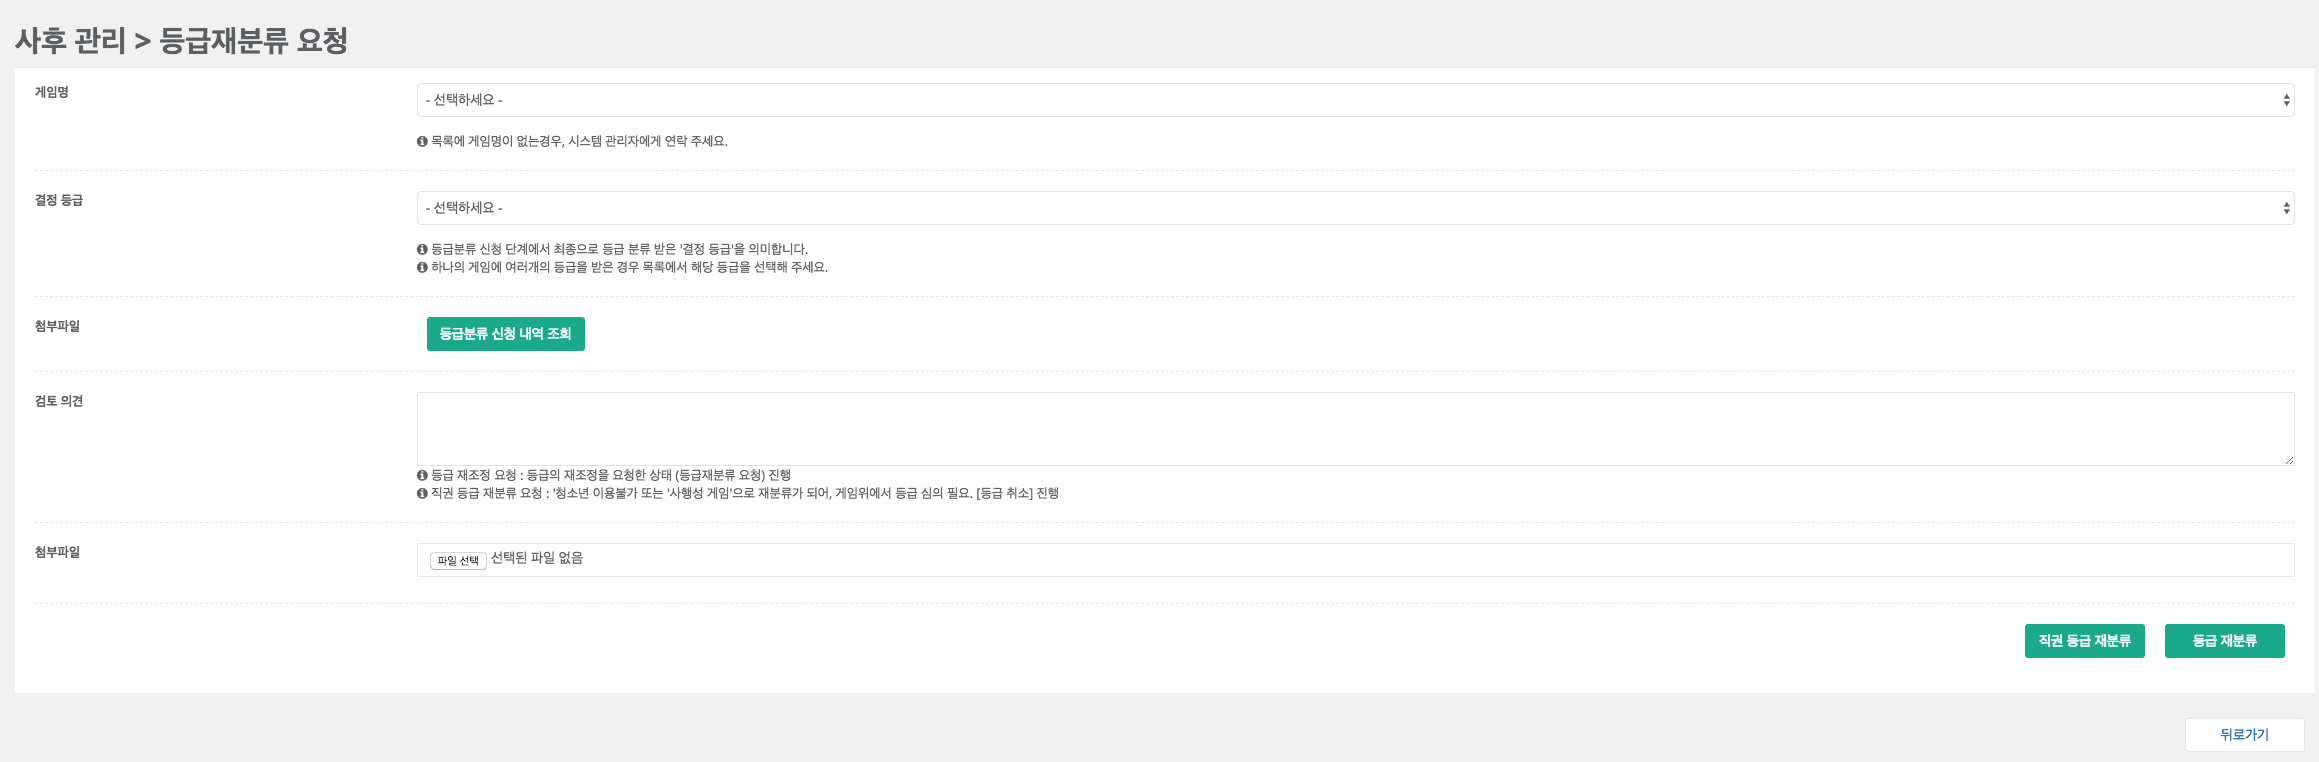 사후 관리 > 등급재분류 요청
게임명
- 선택하세요 -
목록에 게임명이 없는경우, 시스템 관리자에게 연락 주세요.
결정 등급
- 선택하세요 -
등급분류 신청 단계에서 최종으로 등급 분류 받은 '결정 등급'을 의미합니다.
하나의 게임에 여러개의 등급을 받은 경우 목록에서 해당 등급을 선택해 주세요.
첨부파일
등급분류 신청 내역 조회
검토 의견
등급 재조정 요청 : 등급의 재조정을 요청한 상태 (등급재분류 요청) 진행
직권 등급 재분류 요청 : '청소년 이용불가 또는 '사행성 게임'으로 재분류가 되어, 게임위에서 등급 심의 필요. [등급 취소] 진행
첨부파일
파일 선택 선택된 파일 없음
직권 등급 재분류 등급 재분류
뒤로가기